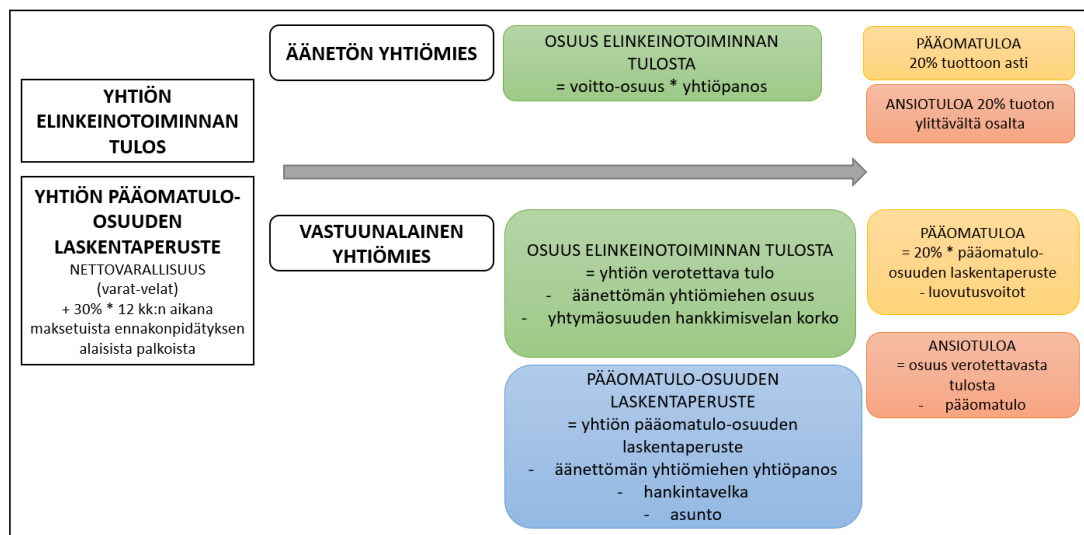 YHTIÖN
ELINKEINOTOIMINNAN
TULOS
YHTIÖN PÄÄOMATULO-
OSUUDEN
LASKENTAPERUSTE
NETTOVARALLISUUS
(varat-velat)
+ 30% * 12 kk:n aikana
maksetuista ennakonpidätyksen
alaisista palkoista
ÄÄNETÖN YHTIÖMIES
OSUUS ELINKEINOTOIMINNAN
TULOSTA
= voitto-osuus * yhtiöpanos
PÄÄOMATULOA
20% tuottoon asti
ANSIOTULOA 20% tuoton
ylittävältä osalta
VASTUUNALAINEN
YHTIÖMIES
OSUUS ELINKEINOTOIMINNAN TULOSTA
= yhtiön verotettava tulo
- äänettömän yhtiömiehen osuus
- yhtymäosuuden hankkimisvelan korko
PÄÄOMATULO-OSUUDEN
LASKENTAPERUSTE
= yhtiön pääomatulo-osuuden
laskentaperuste
- äänettömän yhtiömiehen yhtiöpanos
- hankintavelka
- asunto
PÄÄOMATULOA
= 20% * pääomatulo-
osuuden laskentaperuste
- luovutusvoitot
ANSIOTULOA
= osuus verotettavasta
tulosta
- pääomatulo